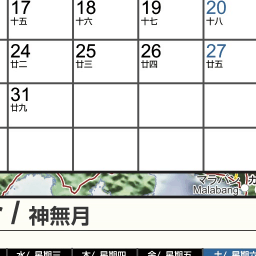 17 18 19 20
十五 十六 十七 十八
24 25 26 27
廿二 廿三 廿四 廿五
31
廿九
マラバン
Malabang
/ 神無月
水/ 星期三 木/ 星期四 金/ 星期五 土/ 星期六